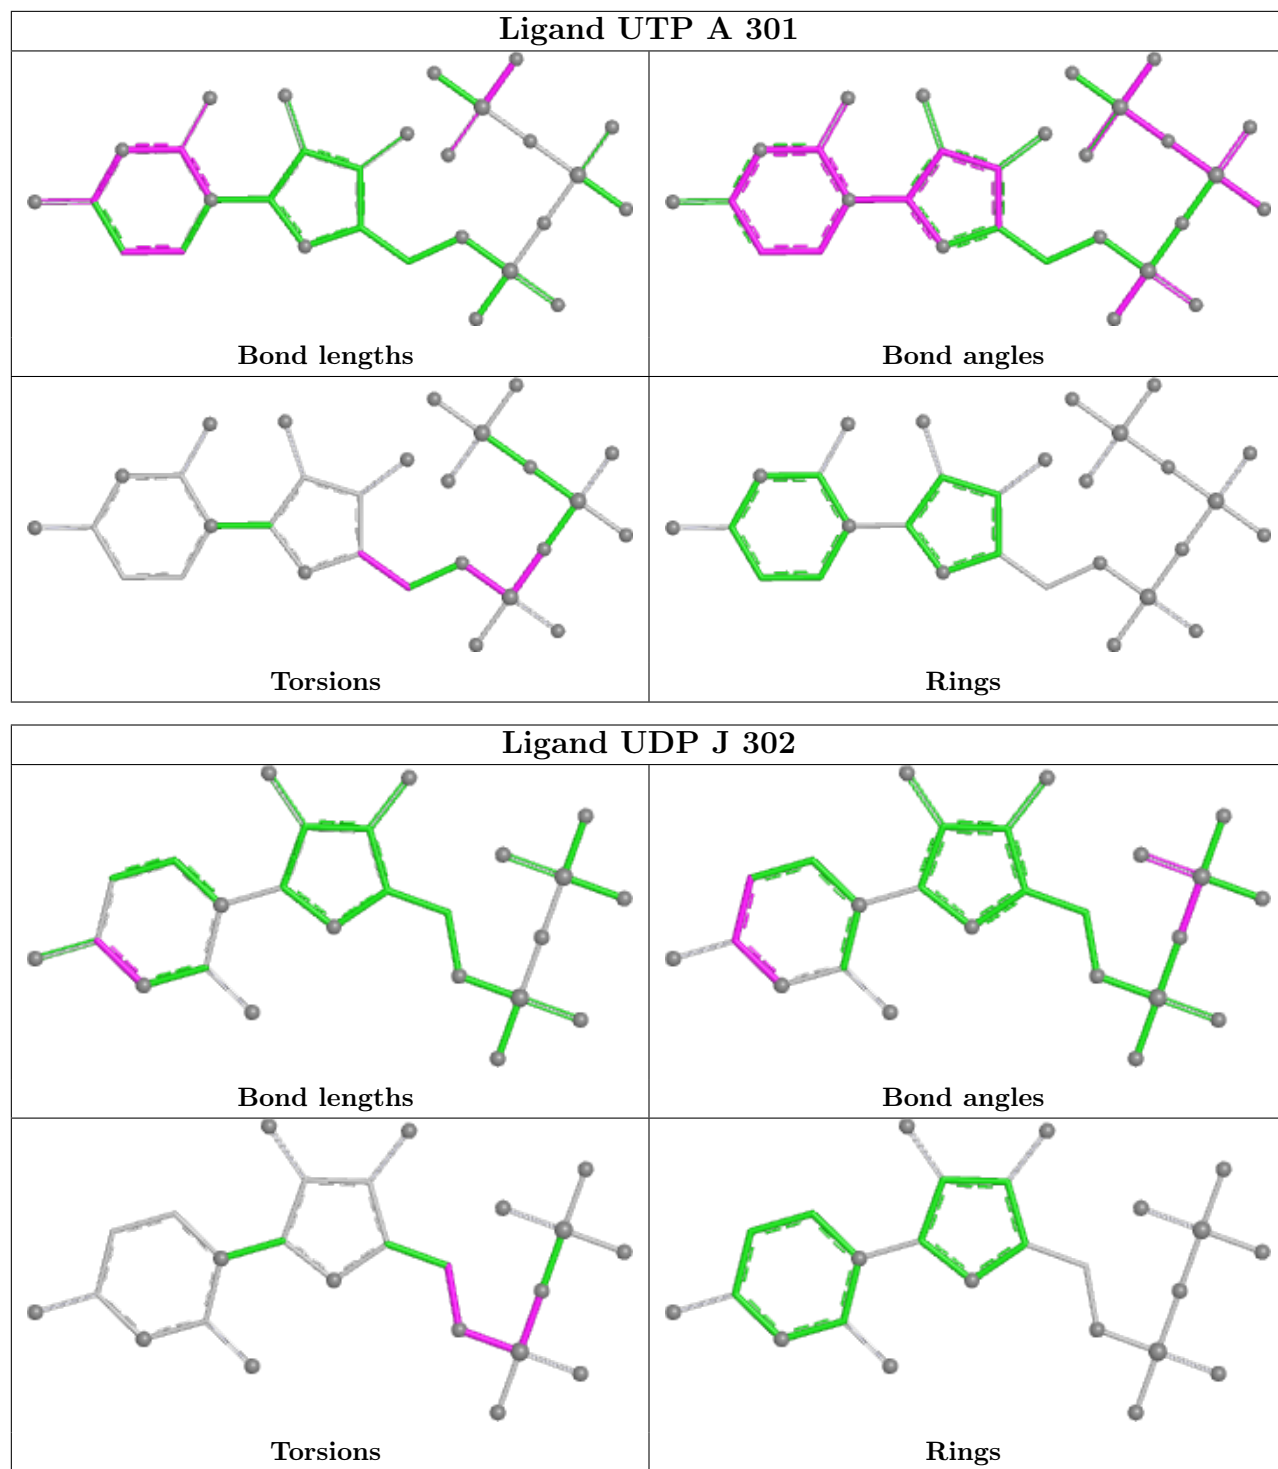 Ligand UTP A 301
Bond lengths
Bond angles
Torsions
Rings
Ligand UDP J 302
Bond lengths
Bond angles
Torsions
Rings